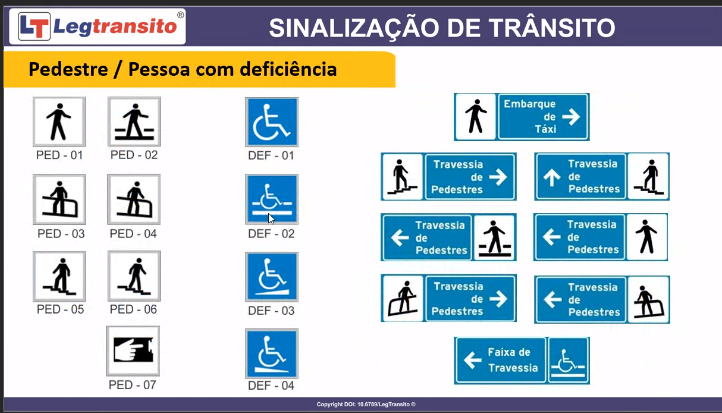 LT Legtransito®
SINALIZAÇÃO DE TRÂNSITO
Pedestre / Pessoa com deficiência
PED - 01
PED - 02
PED - 03
PED - 04
PED - 05
PED - 06
PED - 07
DEF - 01
DEF - 02
DEF - 03
DEF - 04
Embarque
de
Táxi
Travessia
de
Pedestres
Travessia
de
Pedestres
Travessia
de
Pedestres
Travessia
de
Pedestres
Travessia
de
Pedestres
Travessia
de
Pedestres
Faixa de
Travessia
Copyright DOI: 10.6789/LegTransito ©